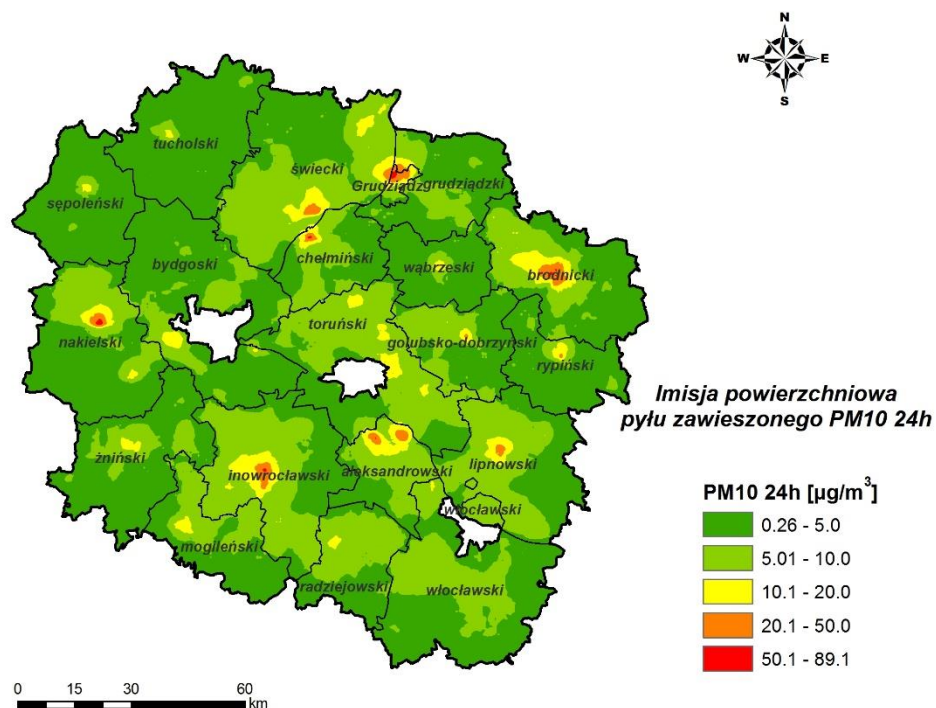 N
W E
S
tucholski
świecki
Grudziądz grudziądzki
sępoleński
bydgoski
chełmiński
wąbrzeski
brodnicki
nakielski
toruński
golubsko-dobrzyński
rypiński
Imisja powierzchniowa
pyłu zawieszonego PM10 24h
żniński
inowrocławski
aleksandrowski
lipnowski
włocławski
mogileński
radziejowski
włocławski
PM10 24h [µg/m³]
0.26 - 5.0
5.01 - 10.0
10.1 - 20.0
20.1 - 50.0
50.1 - 89.1
0 15 30 60
km